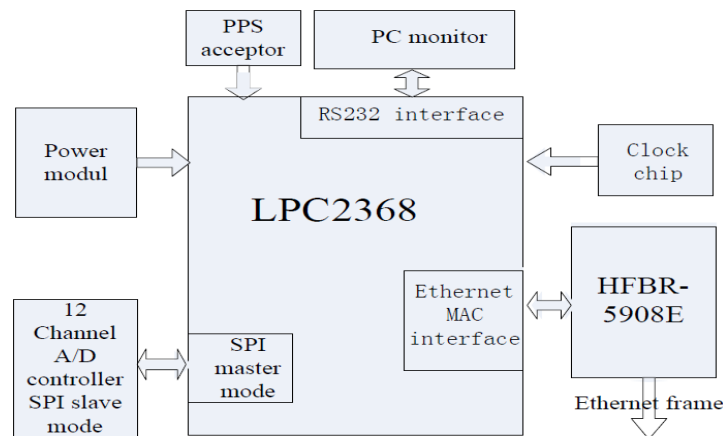 PPS
acceptor
PC monitor
RS232 interface
Power
modul
Clock
chip
LPC2368
Ethernet
MAC
interface
HFBR-
5908E
12
Channel
A/D
controller
SPI slave
mode
SPI
master
mode
Ethernet frame